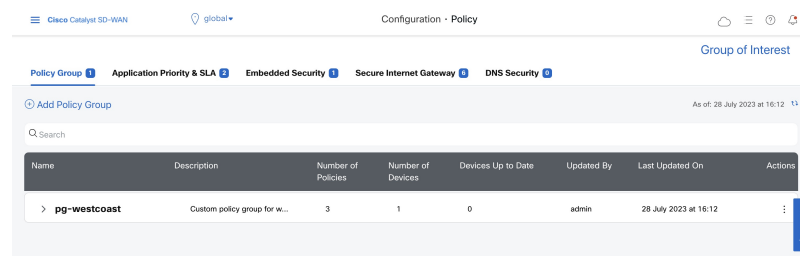 Cisco Catalyst SD-WAN global Configuration · Policy
Group of Interest
Policy Group 1 Application Priority & SLA 2 Embedded Security 1 Secure Internet Gateway 6 DNS Security 0
Add Policy Group As of: 28 July 2023 at 16:12
Search
Name Description Number of Policies Number of Devices Devices Up to Date Updated By Last Updated On Actions
pg-westcoast Custom policy group for w... 3 1 0 admin 28 July 2023 at 16:12